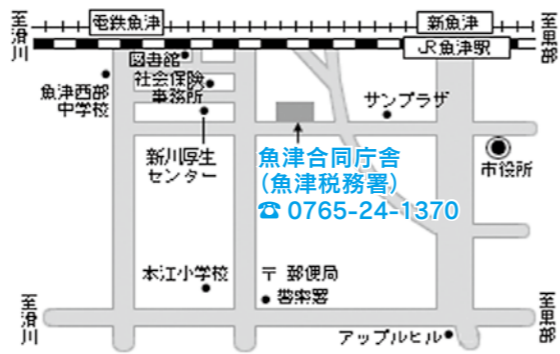 至滑川
電鉄魚津
新魚津
至黒部
JR魚津駅
図書館
社会保険
事務所
魚津西部
中学校
サンプラザ
新川厚生
センター
魚津合同庁舎
(魚津税務署)
☎ 0765-24-1370
市役所
本江小学校
〒 郵便局
警察署
至滑川
至黒部
アップルヒル